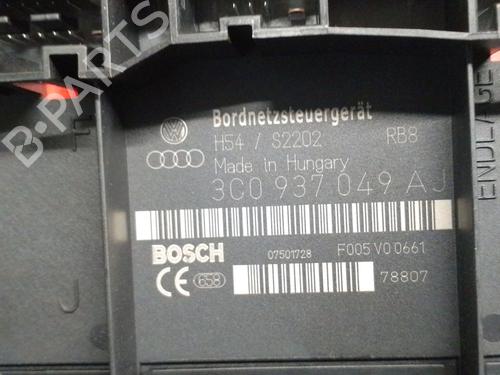 B-PARTS
Bordnetzsteuergerät
H54 / S2202 RB8
Made in Hungary
3C0 937 049 AJ
BOSCH 07501728 F005 V0 0661
CE 658 78807
J
ENDLAGE